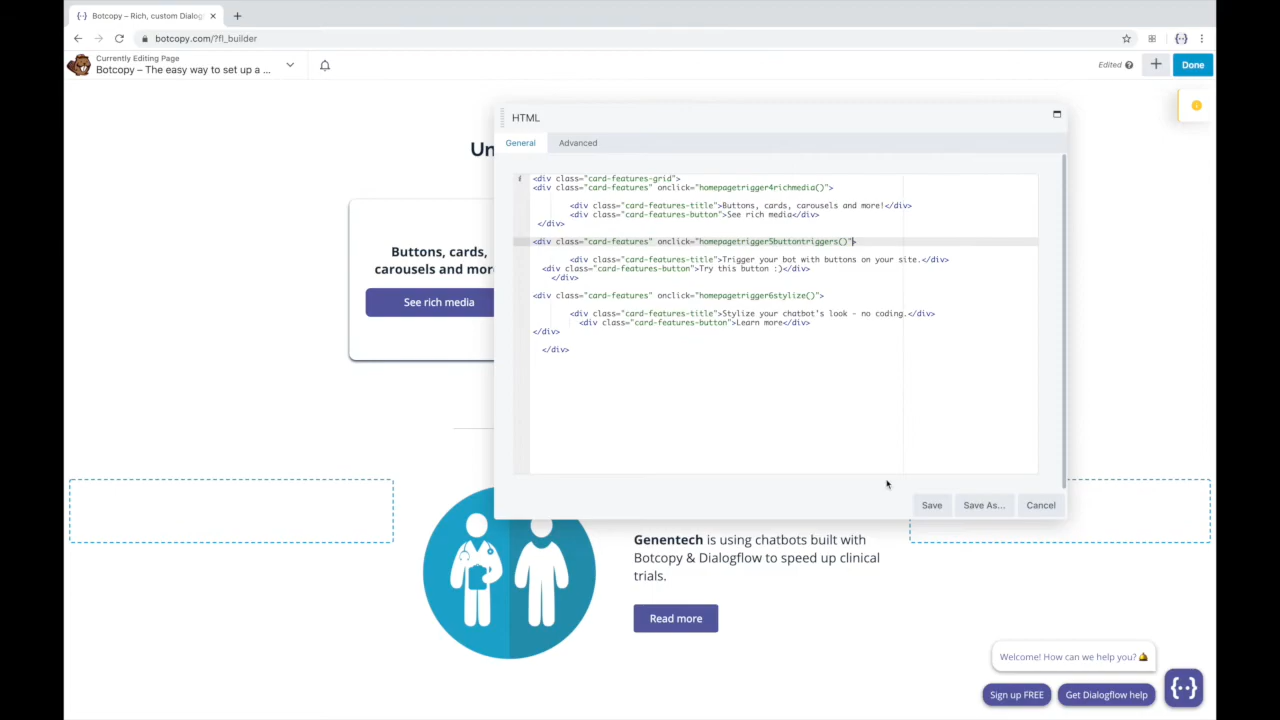 {··} Botcopy – Rich, custom Dialog
botcopy.com/?fl_builder
Currently Editing Page
Botcopy – The easy way to set up a ...
Edited
Done
Un
HTML
General
Advanced
<div class="card-features-grid">
<div class="card-features" onclick="homepagetrigger4richmedia()">
<div class="card-features-title">Buttons, cards, carousels and more!</div>
<div class="card-features-button">See rich media</div>
</div>
<div class="card-features" onclick="homepagetrigger5buttontriggers()">
<div class="card-features-title">Trigger your bot with buttons on your site.</div>
<div class="card-features-button">Try this button :)</div>
</div>
<div class="card-features" onclick="homepagetrigger6stylize()">
<div class="card-features-title">Stylize your chatbot's look - no coding.</div>
<div class="card-features-button">Learn more</div>
</div>
</div>
Save
Save As...
Cancel
Buttons, cards,
carousels and more
See rich media
Genentech is using chatbots built with
Botcopy & Dialogflow to speed up clinical
trials.
Read more
Welcome! How can we help you?
Sign up FREE
Get Dialogflow help
{··}